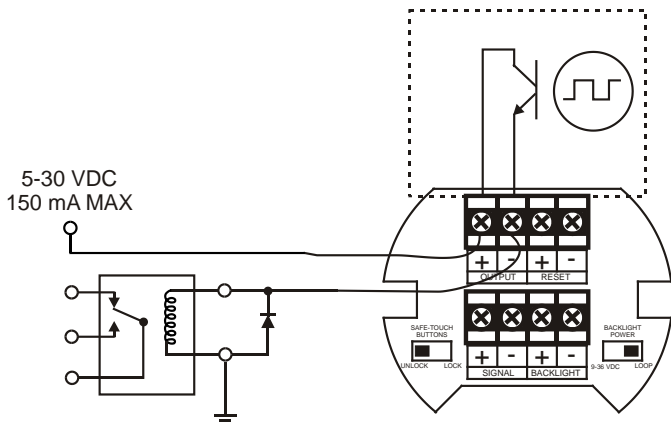 5-30 VDC
150 mA MAX
+ - + -
OUTPUT RESET
SAFE-TOUCH
BUTTONS
UNLOCK LOCK
+ - + -
SIGNAL BACKLIGHT
BACKLIGHT
POWER
9-36 VDC LOOP